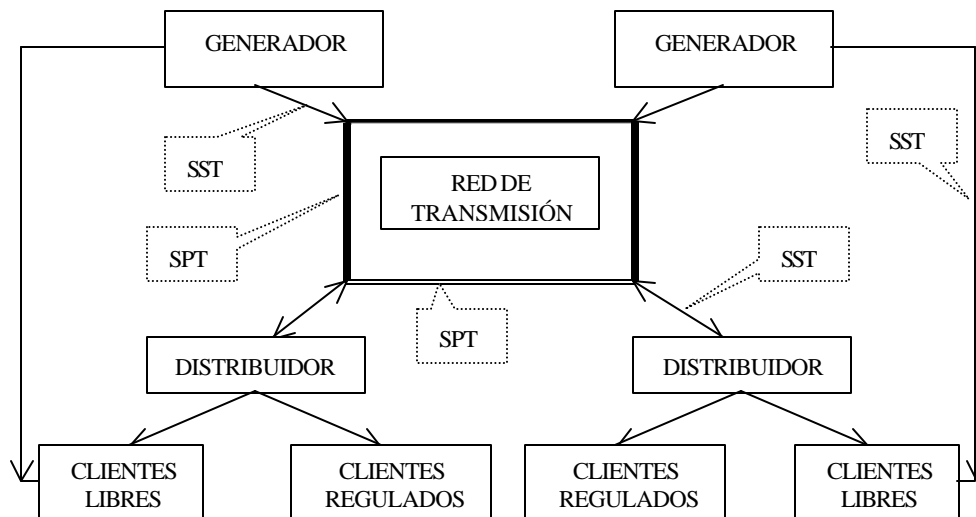 GENERADOR
GENERADOR
SST
SST
RED DE
TRANSMISIÓN
SPT
SST
SPT
DISTRIBUIDOR
DISTRIBUIDOR
CLIENTES
LIBRES
CLIENTES
REGULADOS
CLIENTES
REGULADOS
CLIENTES
LIBRES